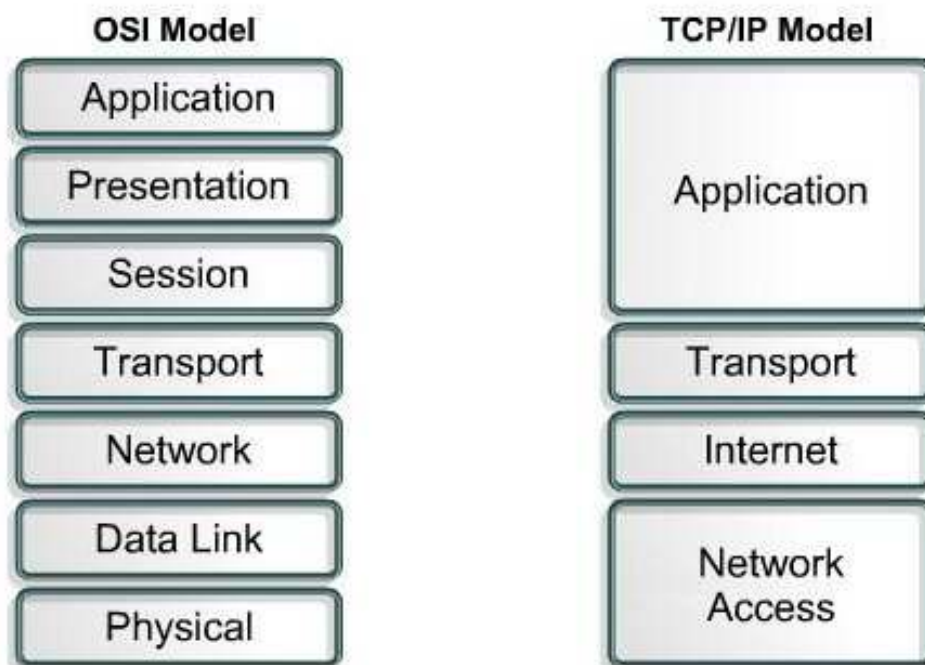 OSI Model
Application
Presentation
Session
Transport
Network
Data Link
Physical
TCP/IP Model
Application
Transport
Internet
Network
Access